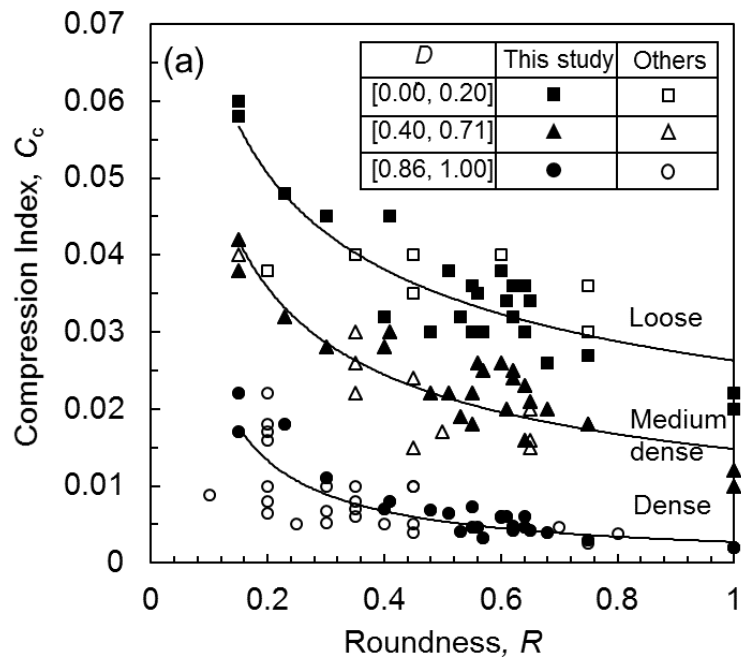 0.07
(a)
D This study Others
[0.00, 0.20]
[0.40, 0.71]
[0.86, 1.00]
0.06
0.05
0.04
0.03
0.02
0.01
0
Compression Index, Cc
Loose
Medium
dense
Dense
0 0.2 0.4 0.6 0.8 1
Roundness, R